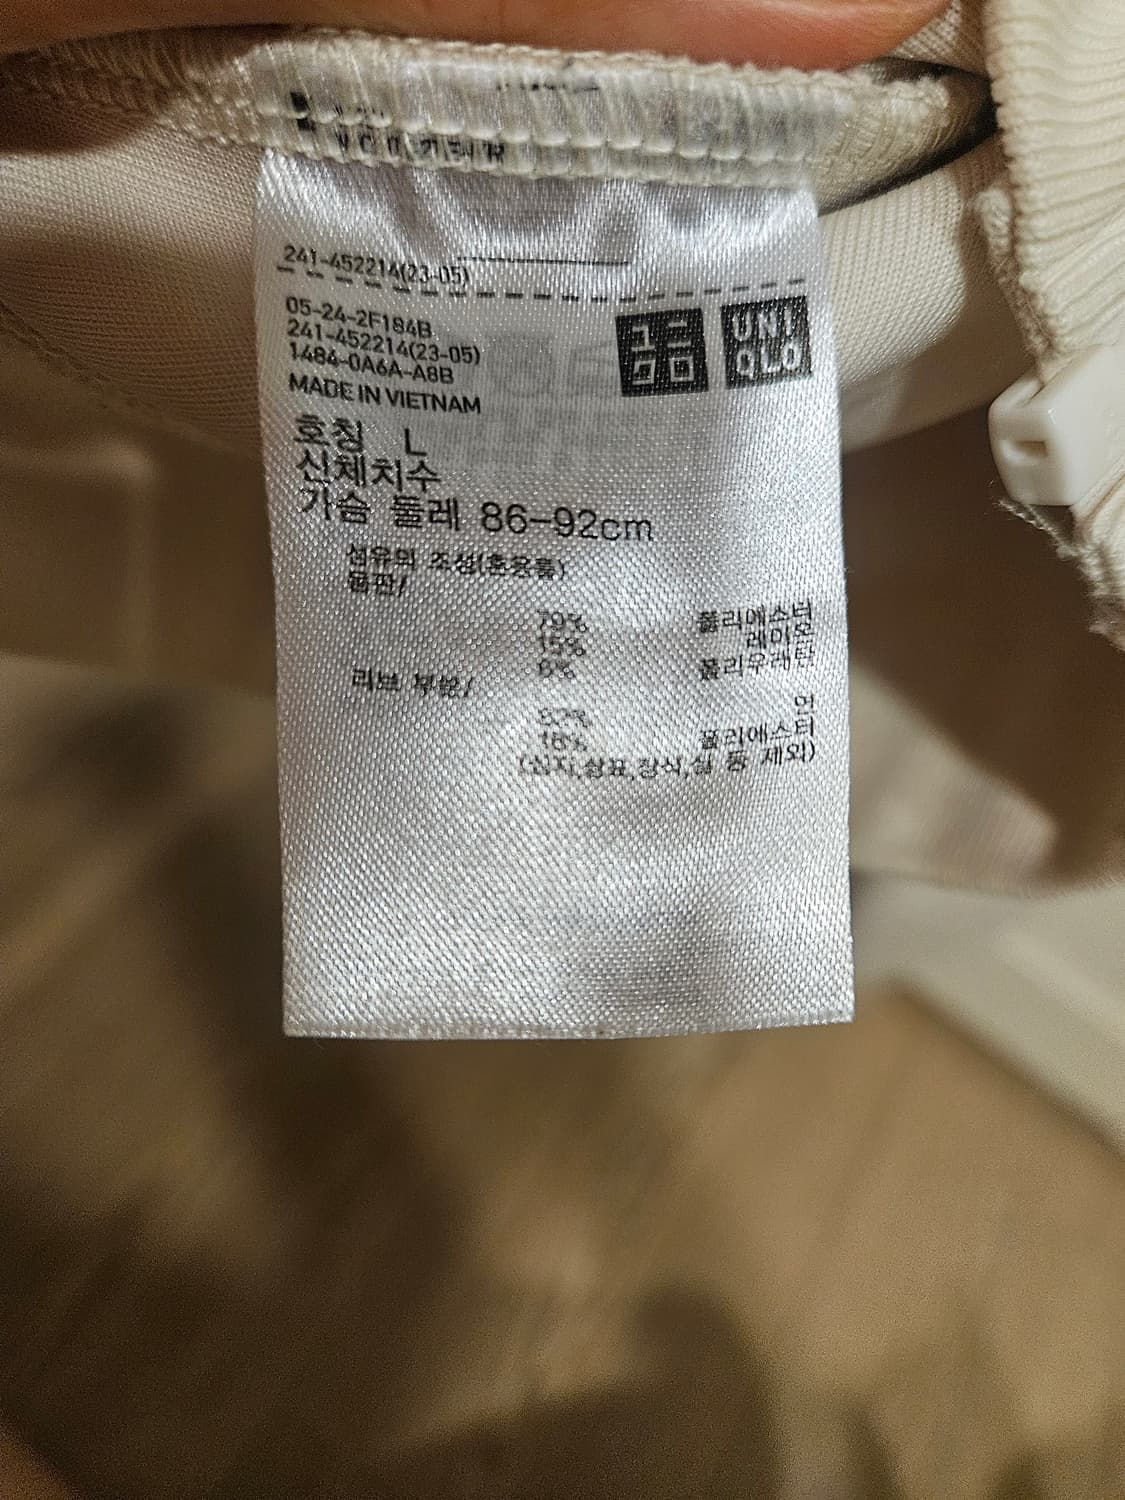 241-452214(23-05)
05-24-2F184B
241-452214(23-05)
1484-0A6A-A8B
MADE IN VIETNAM
ユニ
クロ
UNI
QLO
호칭 L
신체치수
가슴 둘레 86-92cm
섬유의 조성(혼용률)
몸판/
79% 폴리에스터
15% 레이온
6% 폴리우레탄
리브 부분/
82% 면
18% 폴리에스터
(심지,상표,장식,실 등 제외)